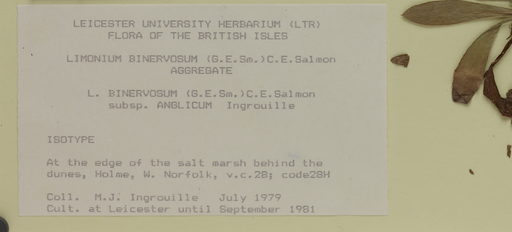 LEICESTER UNIVERSITY HERBARIUM (LTR)
FLORA OF THE BRITISH ISLES
LIMONIUM BINERVOSUM (G.E.Sm.)C.E.Salmon
AGGREGATE
L. BINERVOSUM (G.E.Sm.)C.E.Salmon
subsp. ANGLICUM Ingrouille
ISOTYPE
At the edge of the salt marsh behind the
dunes, Holme, W. Norfolk, v.c.28; code28H
Coll. M.J. Ingrouille July 1979
Cult. at Leicester until September 1981